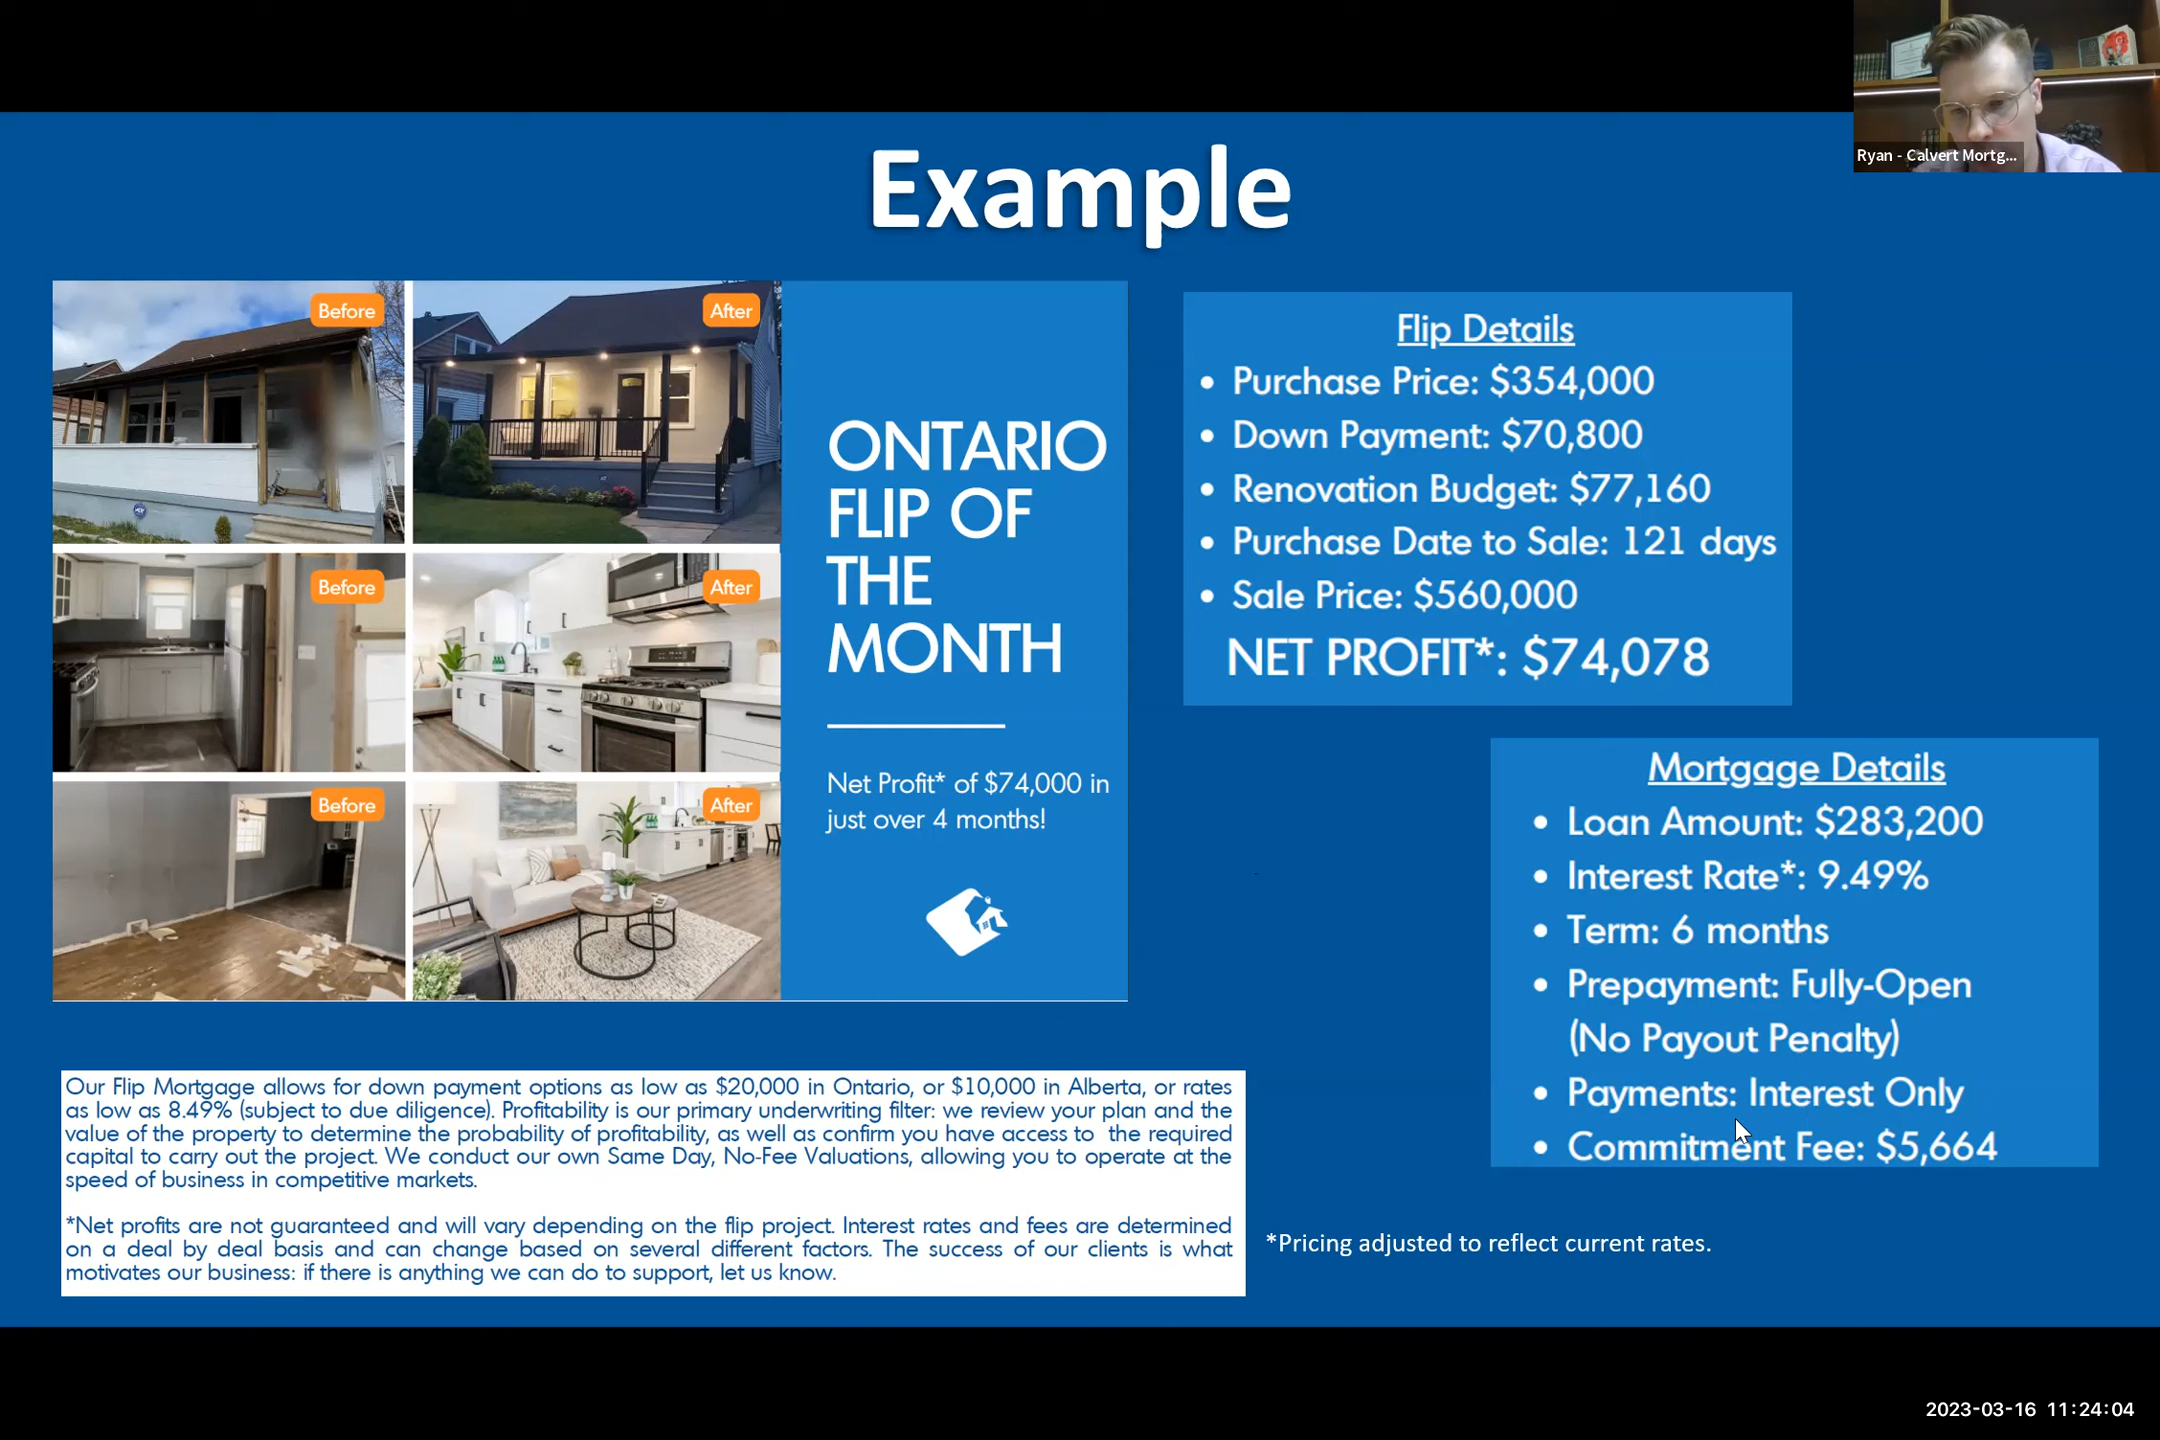 Ryan - Calvert Mortg...
Example
Before
After
Before
After
Before
After
ONTARIO
FLIP OF
THE
MONTH
Net Profit* of $74,000 in
just over 4 months!
Flip Details
• Purchase Price: $354,000
• Down Payment: $70,800
• Renovation Budget: $77,160
• Purchase Date to Sale: 121 days
• Sale Price: $560,000
NET PROFIT*: $74,078
Mortgage Details
• Loan Amount: $283,200
• Interest Rate*: 9.49%
• Term: 6 months
• Prepayment: Fully-Open
(No Payout Penalty)
• Payments: Interest Only
• Commitment Fee: $5,664
Our Flip Mortgage allows for down payment options as low as $20,000 in Ontario, or $10,000 in Alberta, or rates
as low as 8.49% (subject to due diligence). Profitability is our primary underwriting filter: we review your plan and the
value of the property to determine the probability of profitability, as well as confirm you have access to the required
capital to carry out the project. We conduct our own Same Day, No-Fee Valuations, allowing you to operate at the
speed of business in competitive markets.
*Net profits are not guaranteed and will vary depending on the flip project. Interest rates and fees are determined
on a deal by deal basis and can change based on several different factors. The success of our clients is what
motivates our business: if there is anything we can do to support, let us know.
*Pricing adjusted to reflect current rates.
2023-03-16 11:24:04